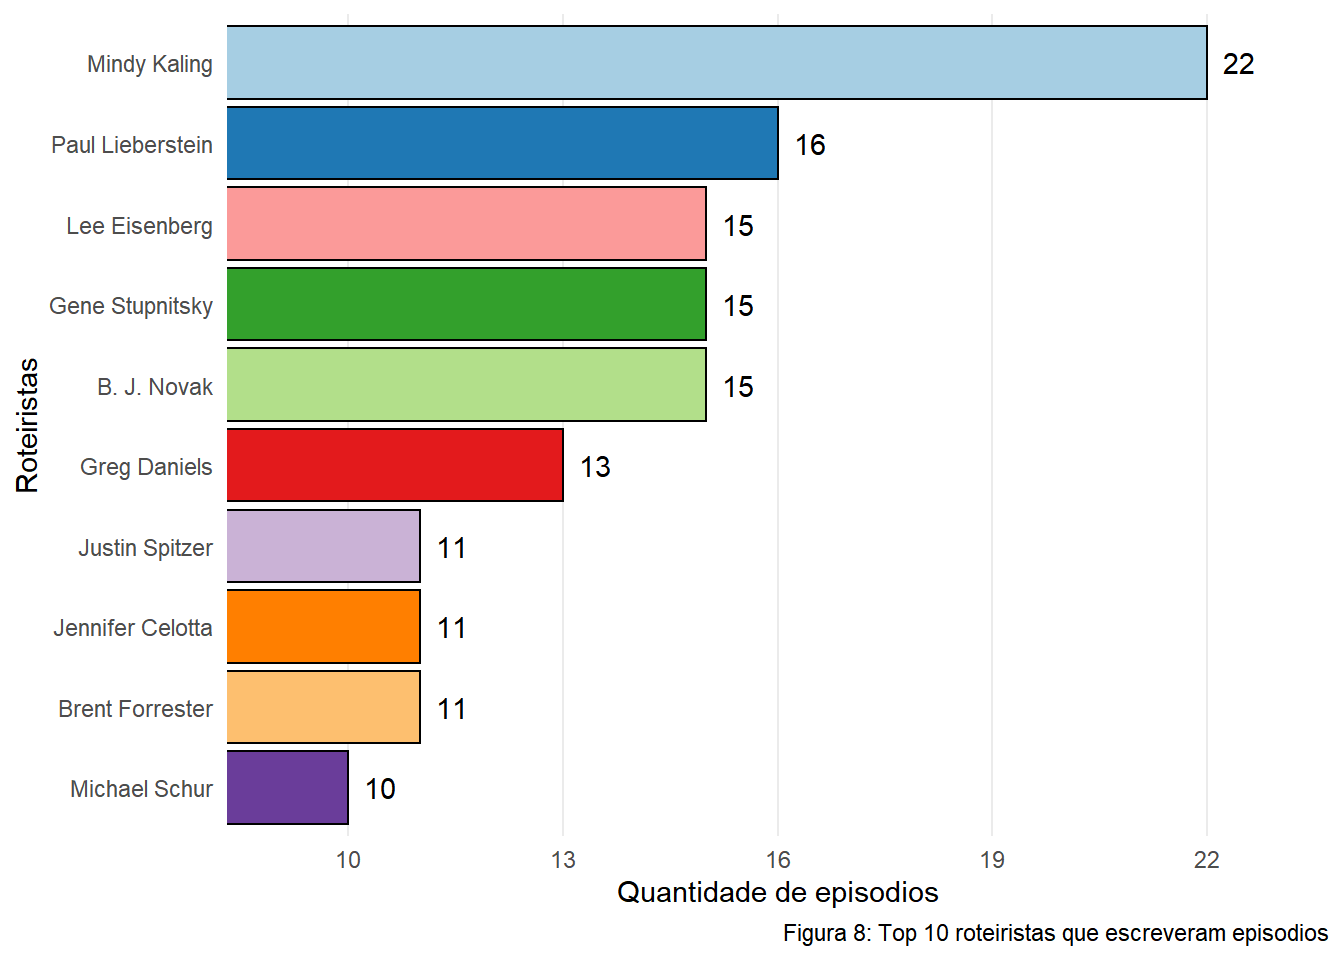 Mindy Kaling 22
Paul Lieberstein 16
Lee Eisenberg 15
Gene Stupnitsky 15
B. J. Novak 15
Greg Daniels 13
Justin Spitzer 11
Jennifer Celotta 11
Brent Forrester 11
Michael Schur 10
Roteiristas
10 13 16 19 22
Quantidade de episodios
Figura 8: Top 10 roteiristas que escreveram episodios